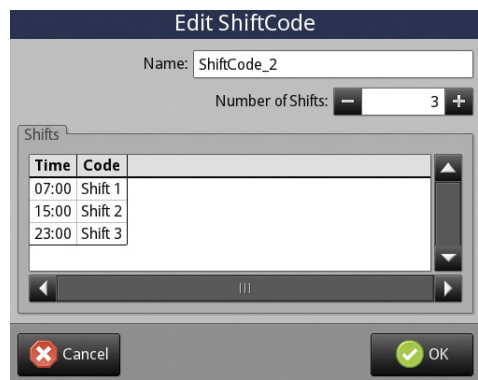 Edit ShiftCode
Name: ShiftCode_2
Number of Shifts: 3
Shifts
Time Code
07:00 Shift 1
15:00 Shift 2
23:00 Shift 3
Cancel OK